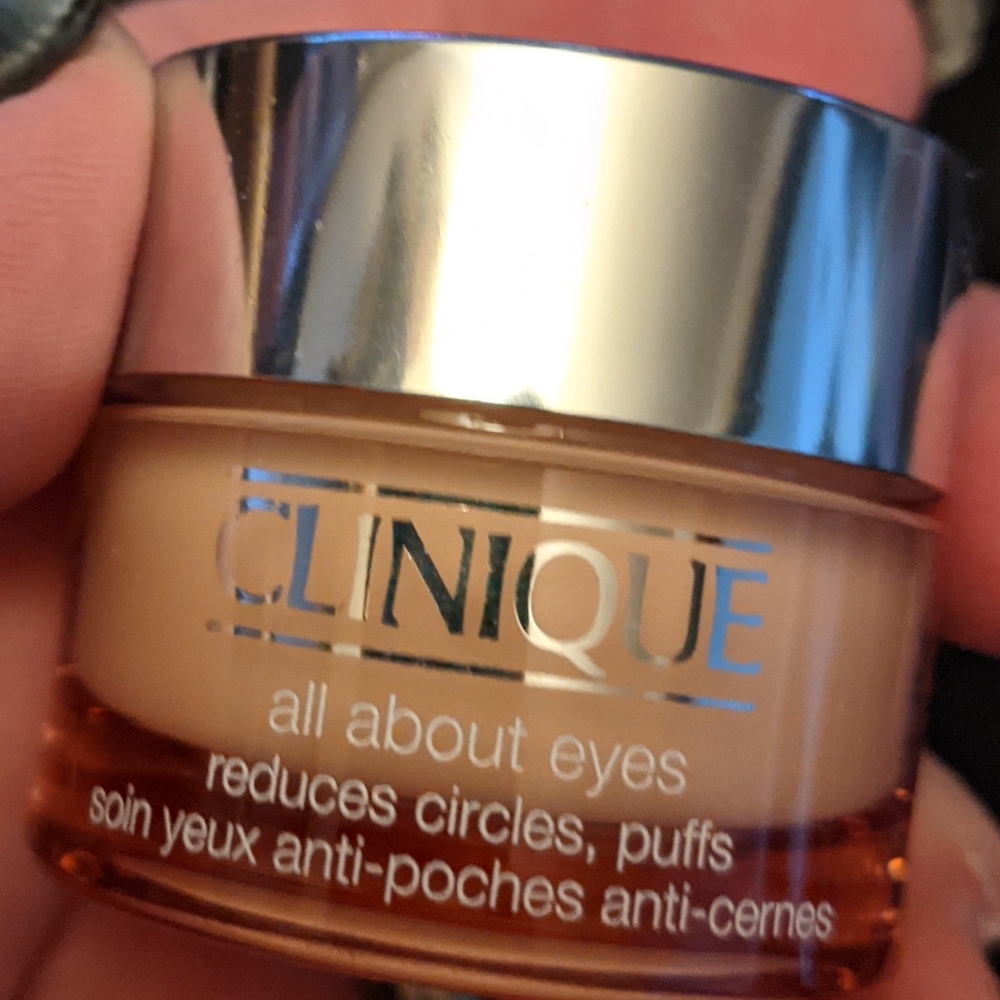 CLINIQUE
all about eyes
reduces circles, puffs
soin yeux anti-poches anti-cernes